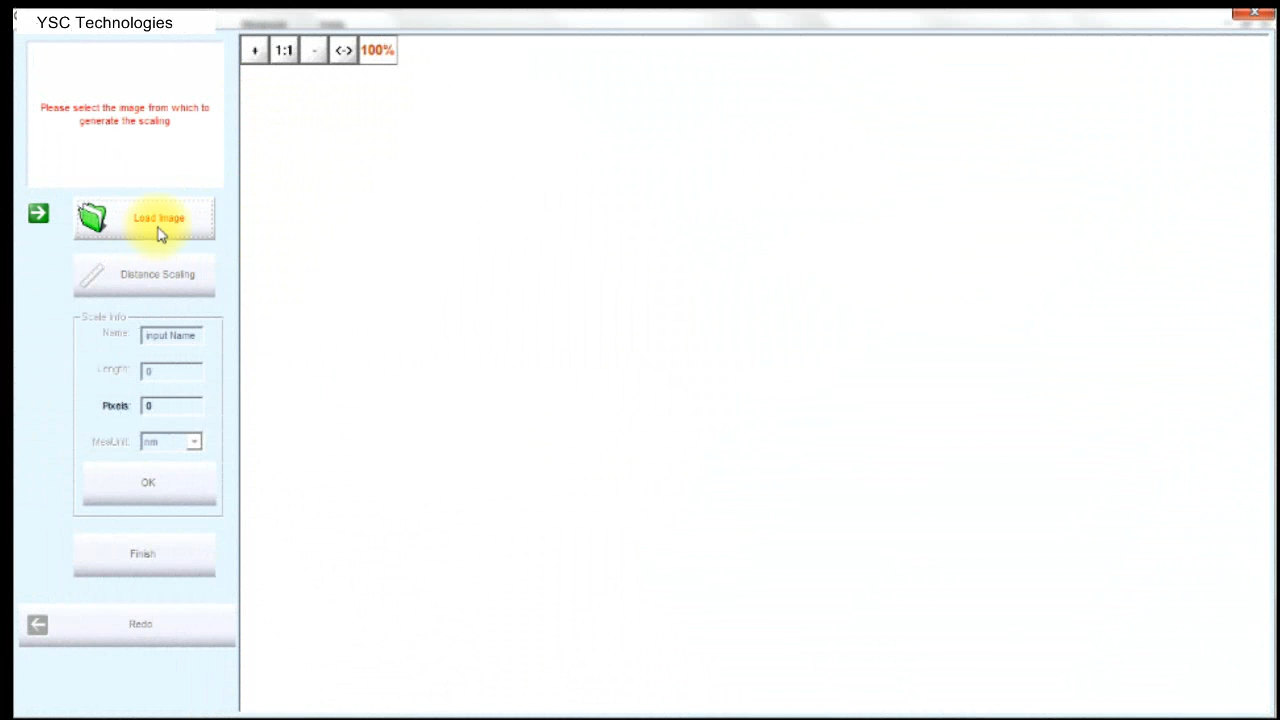 YSC Technologies
+ 1:1 - <-> 100%
Please select the image from which to
generate the scaling
Load Image
Distance Scaling
Scale Info
Name: input Name
Length: 0
Pixels: 0
nm
OK
Finish
Redo